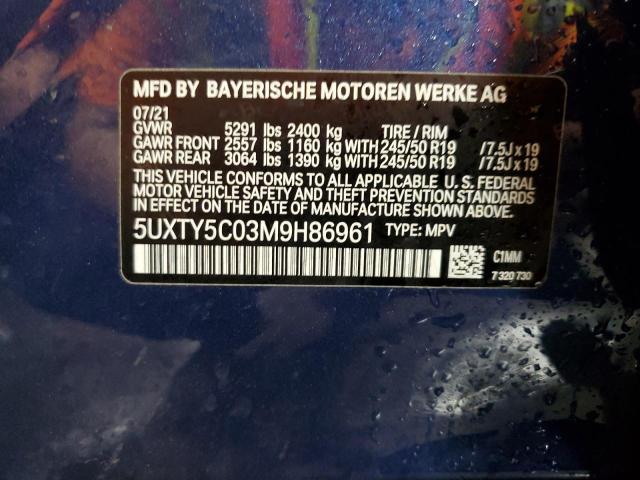 MFD BY BAYERISCHE MOTOREN WERKE AG
07/21
GVWR 5291 lbs 2400 kg TIRE / RIM
GAWR FRONT 2557 lbs 1160 kg WITH 245/50 R19 /7.5J x 19
GAWR REAR 3064 lbs 1390 kg WITH 245/50 R19 /7.5J x 19
THIS VEHICLE CONFORMS TO ALL APPLICABLE U. S. FEDERAL
MOTOR VEHICLE SAFETY AND THEFT PREVENTION STANDARDS
IN EFFECT ON THE DATE OF MANUFACTURE SHOWN ABOVE.
5UXTY5C03M9H86961 TYPE: MPV
C1MM
7 320 730